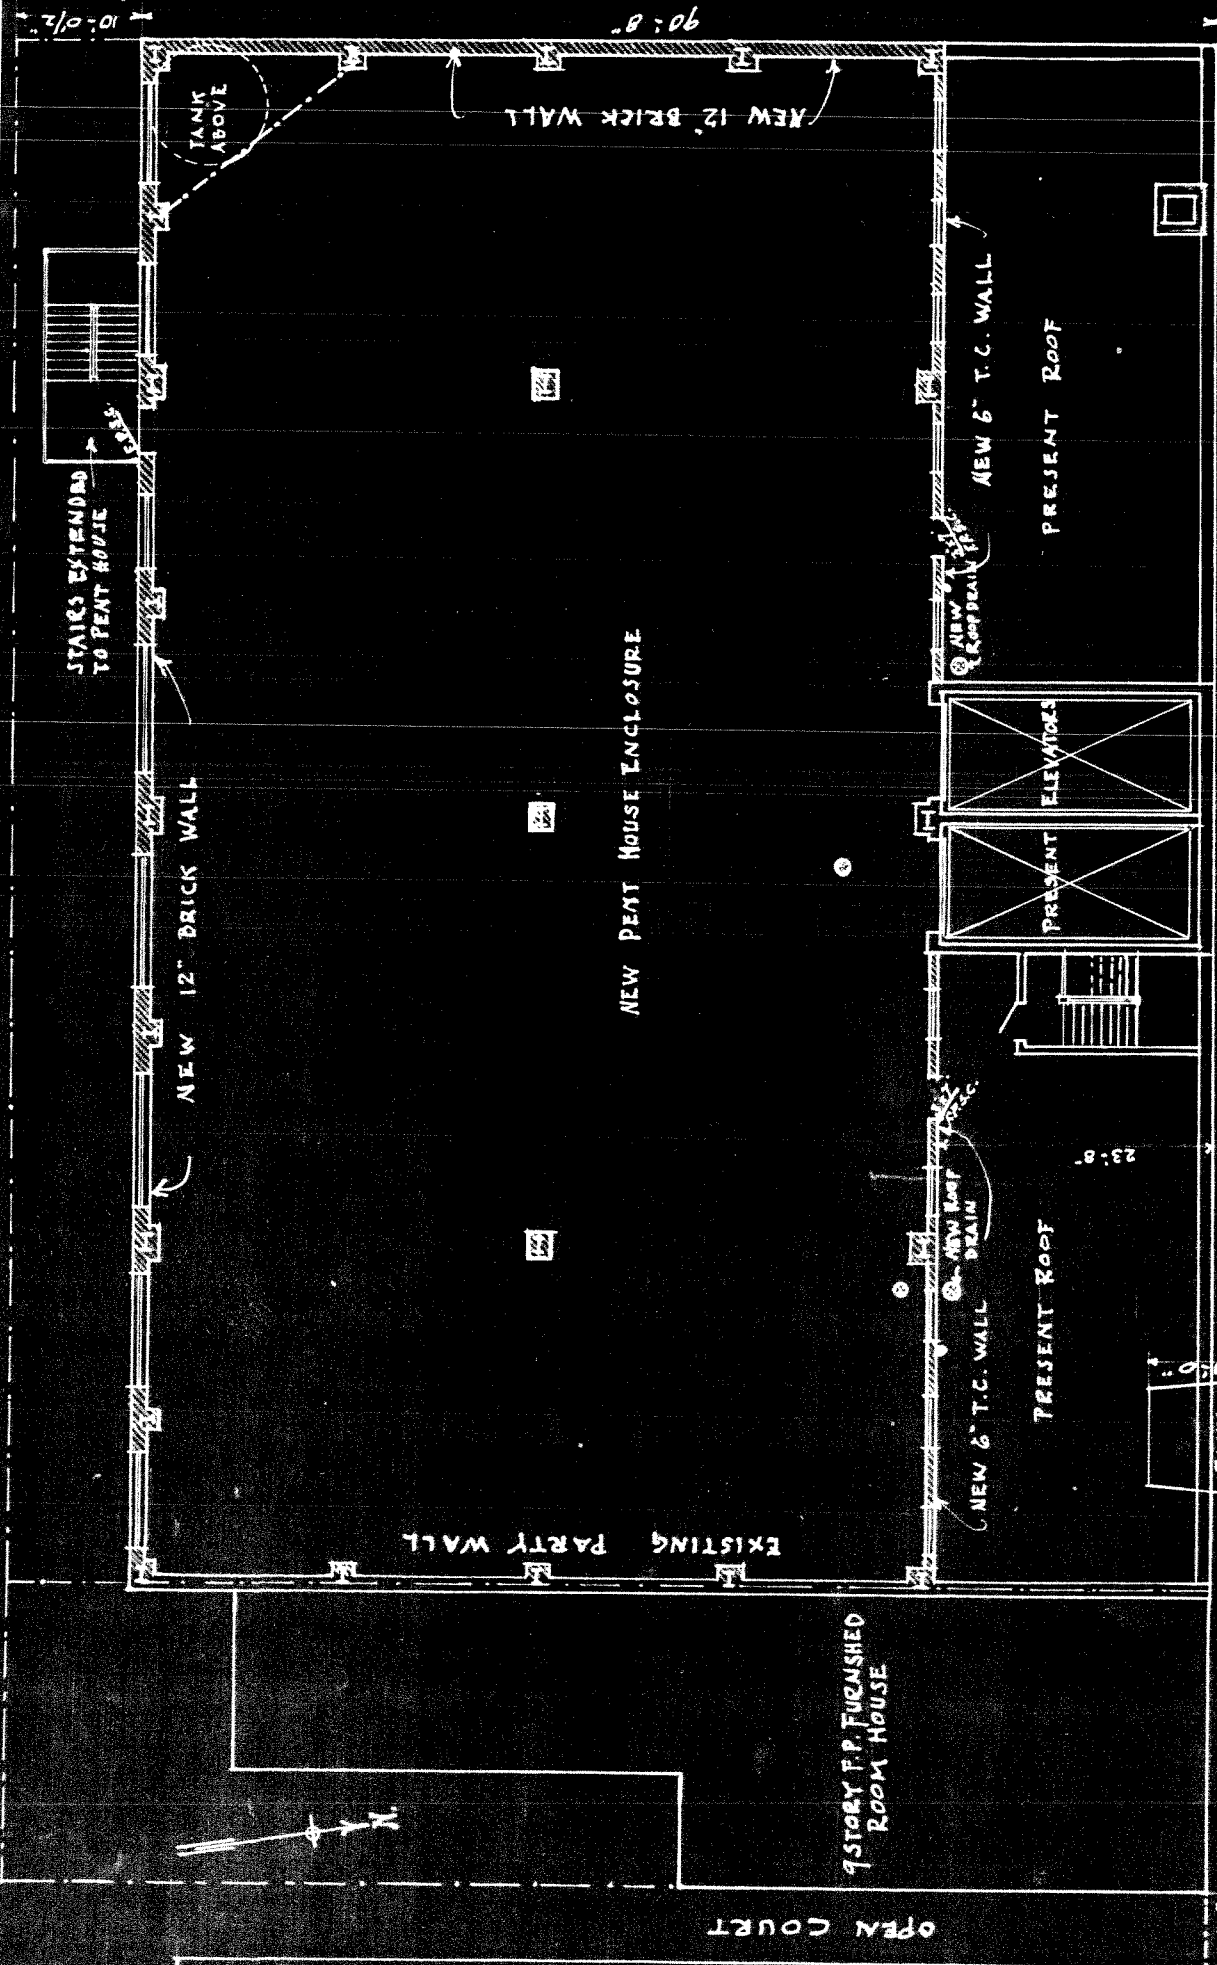 10'-0½"
90'-8"
TANK
ABOVE
NEW 12" BRICK WALL
STAIRS EXTENDED
TO PENT HOUSE
F.P.S.C.
NEW 12" BRICK WALL
NEW PENT HOUSE ENCLOSURE
NEW 6" T.C. WALL
PRESENT ROOF
NEW
ROOF DRAIN
PRESENT ELEVATORS
NEW ROOF
DRAIN
23'-8"
NEW 6" T.C. WALL
PRESENT ROOF
EXISTING PARTY WALL
9 STORY F.P. FURNSHED
ROOM HOUSE
N.
OPEN COURT